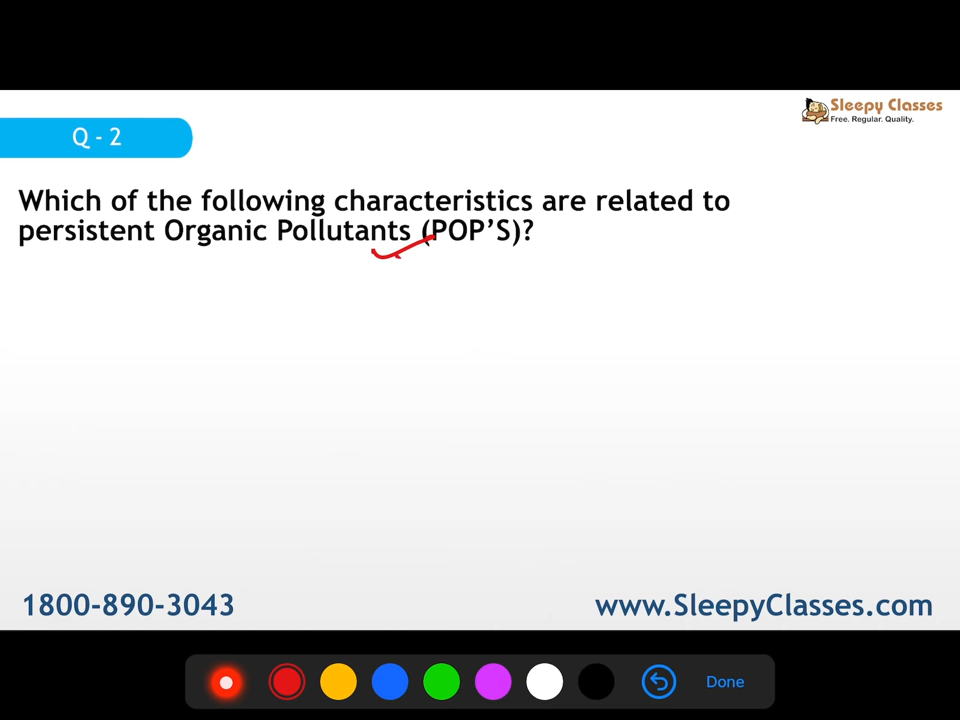 Sleepy Classes
Free. Regular. Quality.
Q - 2
Which of the following characteristics are related to
persistent Organic Pollutants (POP’S)?
1800-890-3043
www.SleepyClasses.com
Done